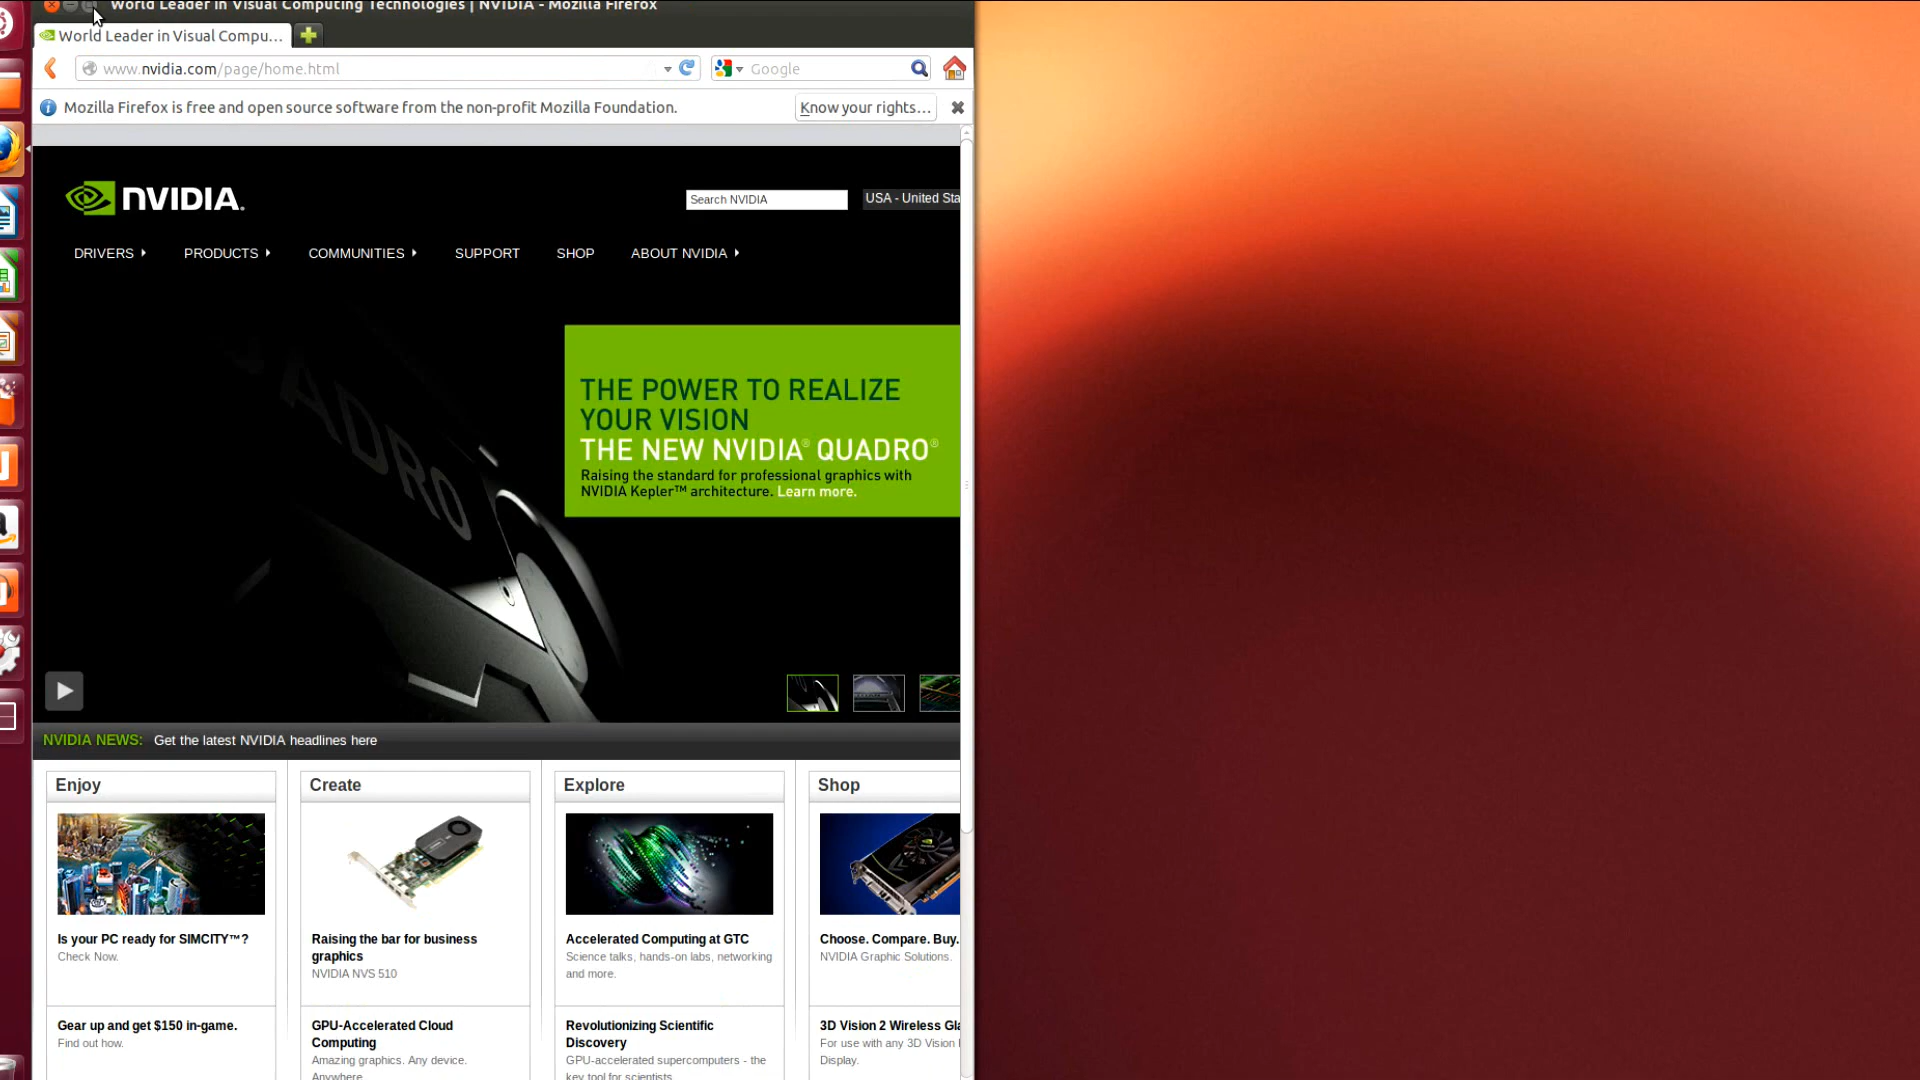 World Leader in Visual Computing Technologies | NVIDIA - Mozilla Firefox
World Leader in Visual Compu...
www.nvidia.com/page/home.html
Google
Mozilla Firefox is free and open source software from the non-profit Mozilla Foundation.
Know your rights...
NVIDIA.
Search NVIDIA
USA - United Sta
DRIVERS
PRODUCTS
COMMUNITIES
SUPPORT
SHOP
ABOUT NVIDIA
ADRO
THE POWER TO REALIZE
YOUR VISION
THE NEW NVIDIA® QUADRO®
Raising the standard for professional graphics with
NVIDIA Kepler™ architecture. Learn more.
NVIDIA NEWS: Get the latest NVIDIA headlines here
Enjoy
Is your PC ready for SIMCITY™?
Check Now.
Gear up and get $150 in-game.
Find out how.
Create
Raising the bar for business
graphics
NVIDIA NVS 510
GPU-Accelerated Cloud
Computing
Amazing graphics. Any device.
Anywhere.
Explore
Accelerated Computing at GTC
Science talks, hands-on labs, networking
and more.
Revolutionizing Scientific
Discovery
GPU-accelerated supercomputers - the
key tool for scientists.
Shop
Choose. Compare. Buy.
NVIDIA Graphic Solutions.
3D Vision 2 Wireless Gla
For use with any 3D Vision
Display.